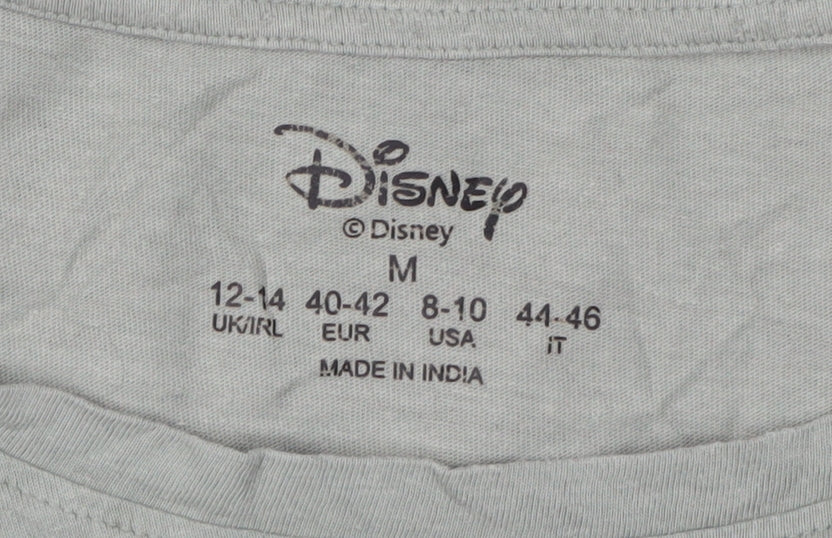 Disney
© Disney
M
12-14 40-42 8-10 44-46
UK/IRL EUR USA IT
MADE IN INDIA